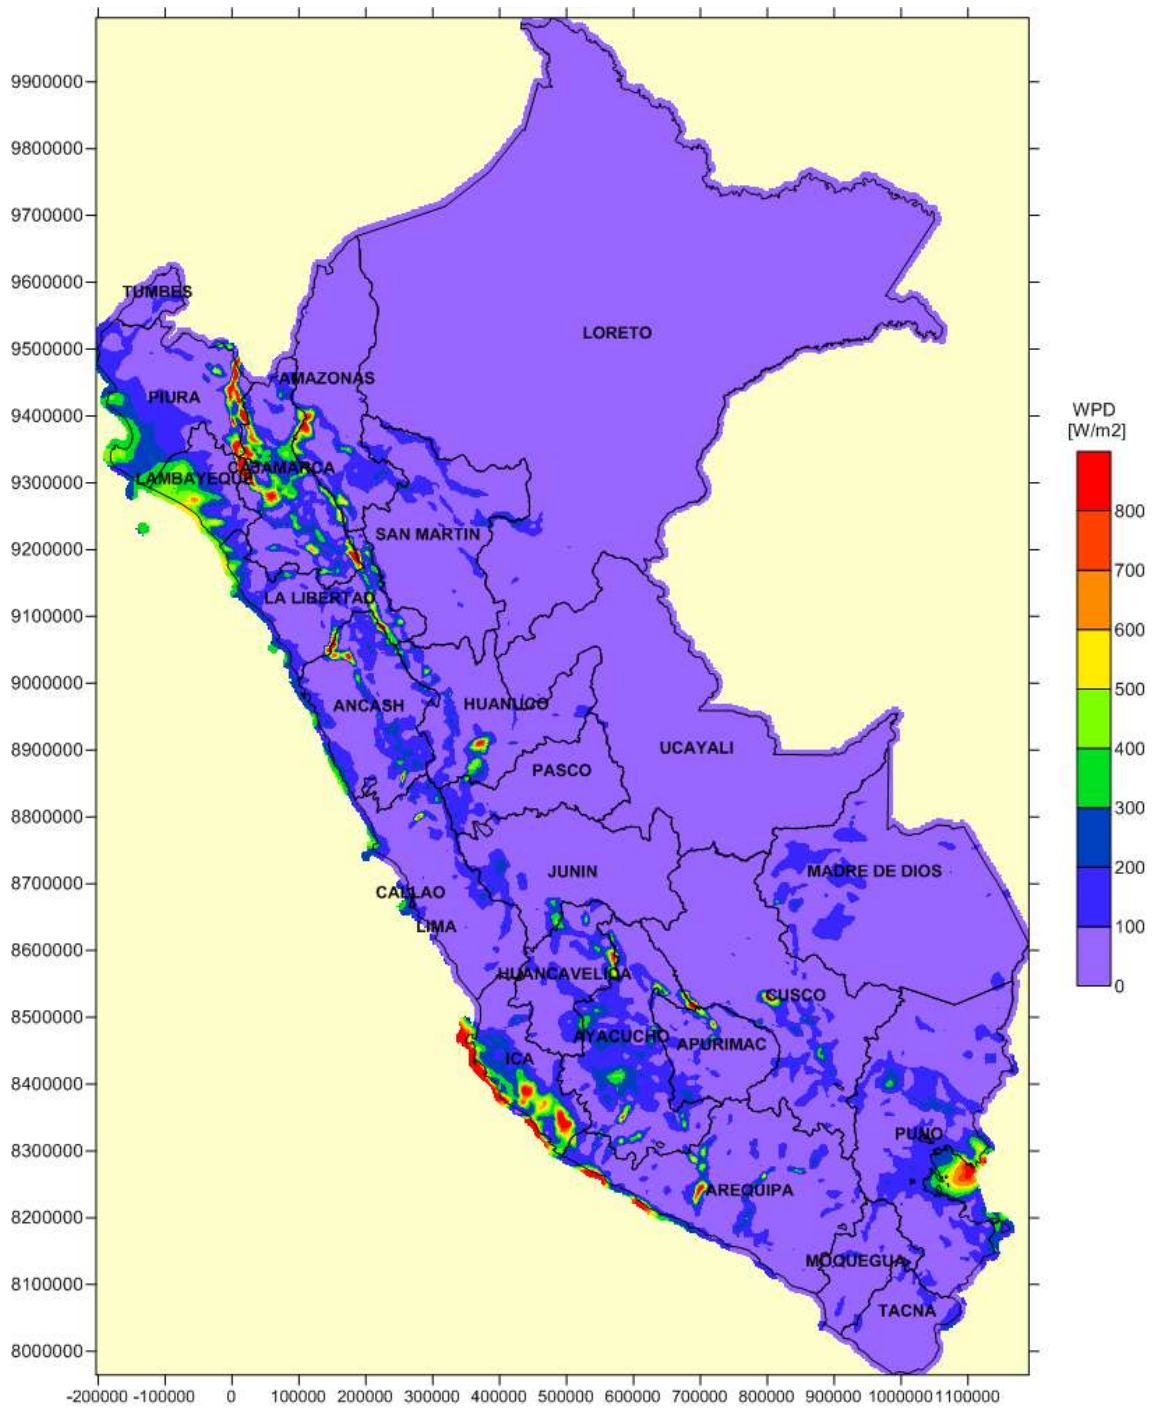 9900000
9800000
9700000
9600000
9500000
9400000
9300000
9200000
9100000
9000000
8900000
8800000
8700000
8600000
8500000
8400000
8300000
8200000
8100000
8000000
TUMBES
LORETO
AMAZONAS
PIURA
CAJAMARCA
LAMBAYEQUE
SAN MARTIN
LA LIBERTAD
ANCASH
HUANUCO
UCAYALI
PASCO
JUNIN
MADRE DE DIOS
CALLAO
LIMA
HUANCAVELICA
CUSCO
AYACUCHO
APURIMAC
ICA
PUNO
AREQUIPA
MOQUEGUA
TACNA
WPD
[W/m2]
800
700
600
500
400
300
200
100
0
-200000 -100000 0 100000 200000 300000 400000 500000 600000 700000 800000 900000 1000000 1100000